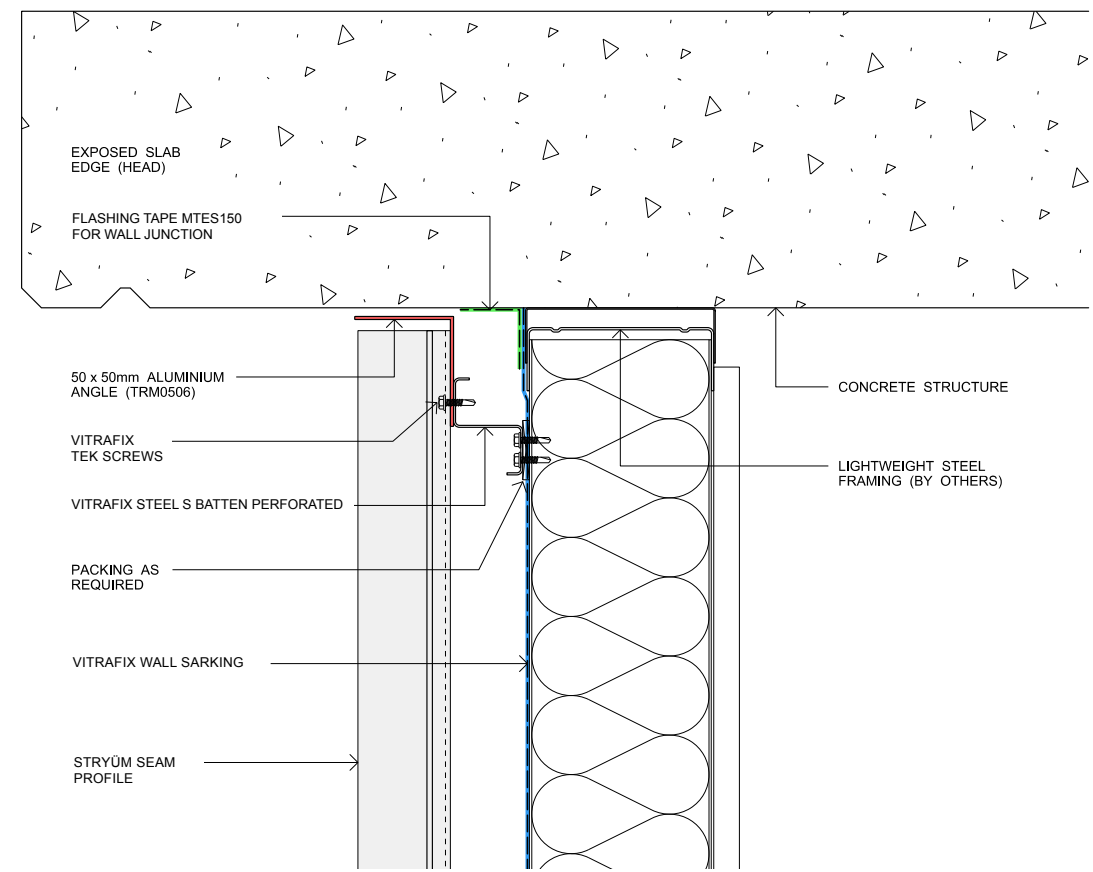 EXPOSED SLAB
EDGE (HEAD)
FLASHING TAPE MTES150
FOR WALL JUNCTION
50 x 50mm ALUMINIUM
ANGLE (TRM0506)
VITRAFIX
TEK SCREWS
VITRAFIX STEEL S BATTEN PERFORATED
PACKING AS
REQUIRED
VITRAFIX WALL SARKING
STRYÜM SEAM
PROFILE
CONCRETE STRUCTURE
LIGHTWEIGHT STEEL
FRAMING (BY OTHERS)